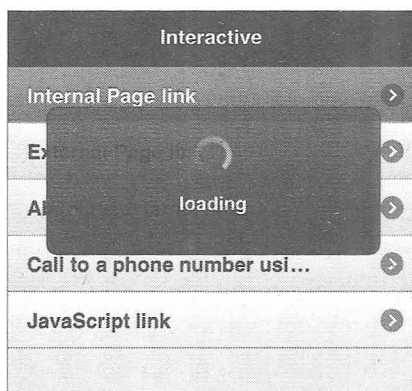 Interactive
Internal Page link
loading
Call to a phone number usi...
JavaScript link